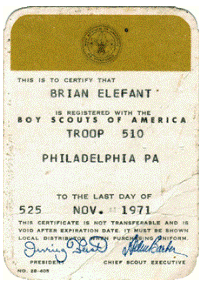 THIS IS TO CERTIFY THAT
BRIAN ELEFANT
IS REGISTERED WITH THE
BOY SCOUTS OF AMERICA
TROOP 510
PHILADELPHIA PA
TO THE LAST DAY OF
525 NOV. 1971
THIS CERTIFICATE IS NOT TRANSFERABLE AND IS
VOID AFTER EXPIRATION DATE. IT MUST BE SHOWN
LOCAL DISTRIBUTOR WHEN PURCHASING UNIFORM.
PRESIDENT CHIEF SCOUT EXECUTIVE